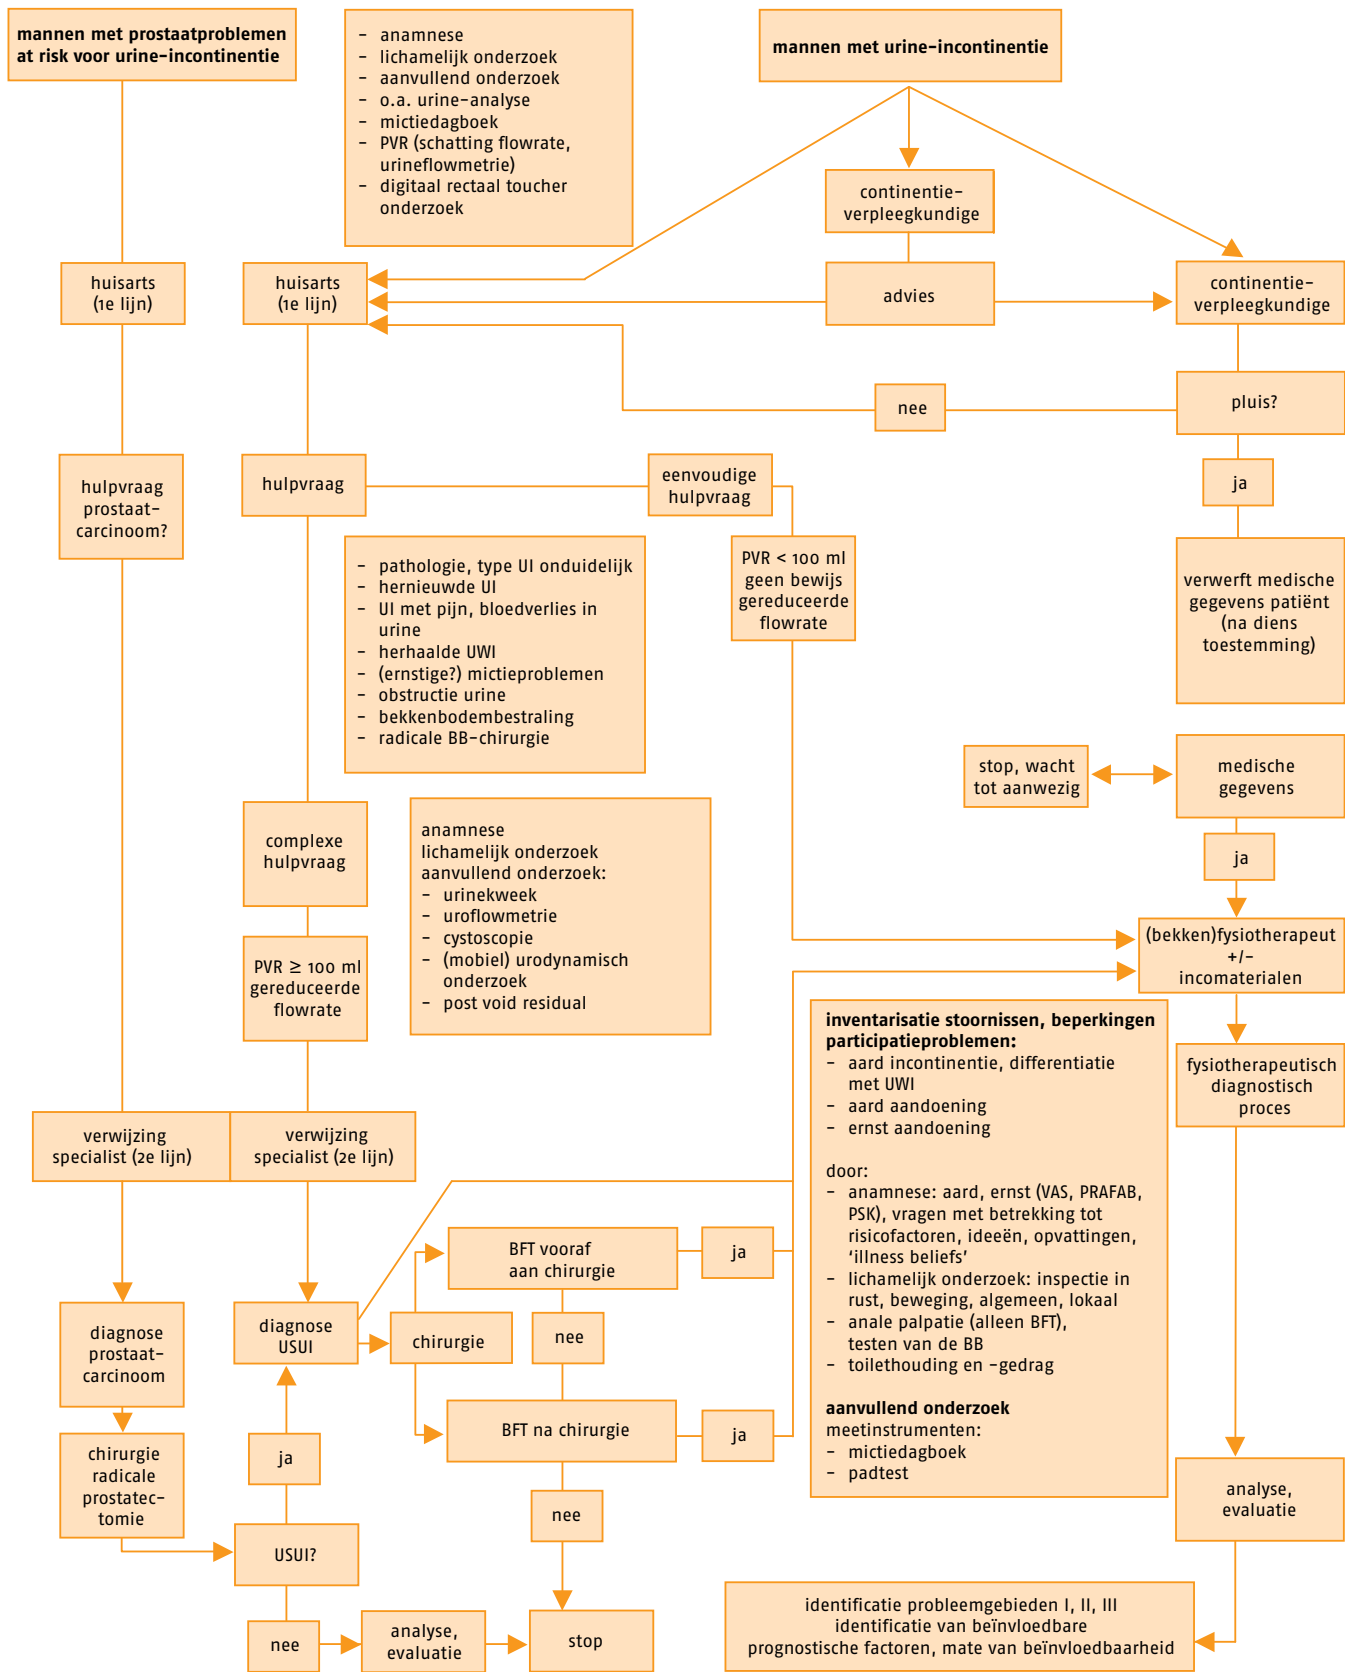 mannen met prostaatproblemen
at risk voor urine-incontinentie
- anamnese
- lichamelijk onderzoek
- aanvullend onderzoek
- o.a. urine-analyse
- mictiedagboek
- PVR (schatting flowrate,
urineflowmetrie)
- digitaal rectaal toucher
onderzoek
mannen met urine-incontinentie
continentie-
verpleegkundige
huisarts
(1e lijn)
huisarts
(1e lijn)
advies
continentie-
verpleegkundige
nee
pluis?
hulpvraag
prostaat-
carcinoom?
hulpvraag
eenvoudige
hulpvraag
ja
PVR < 100 ml
geen bewijs
gereduceerde
flowrate
- pathologie, type UI onduidelijk
- hernieuwde UI
- UI met pijn, bloedverlies in
urine
- herhaalde UWI
- (ernstige?) mictieproblemen
- obstructie urine
- bekkenbodembestraling
- radicale BB-chirurgie
verwerft medische
gegevens patiënt
(na diens
toestemming)
stop, wacht
tot aanwezig
medische
gegevens
complexe
hulpvraag
anamnese
lichamelijk onderzoek
aanvullend onderzoek:
- urinekweek
- uroflowmetrie
- cystoscopie
- (mobiel) urodynamisch
onderzoek
- post void residual
ja
PVR ≥ 100 ml
gereduceerde
flowrate
(bekken)fysiotherapeut
+/-
incomaterialen
inventarisatie stoornissen, beperkingen
participatieproblemen:
- aard incontinentie, differentiatie
met UWI
- aard aandoening
- ernst aandoening
door:
- anamnese: aard, ernst (VAS, PRAFAB,
PSK), vragen met betrekking tot
risicofactoren, ideeën, opvattingen,
‘illness beliefs’
- lichamelijk onderzoek: inspectie in
rust, beweging, algemeen, lokaal
- anale palpatie (alleen BFT),
testen van de BB
- toilethouding en -gedrag
aanvullend onderzoek
meetinstrumenten:
- mictiedagboek
- padtest
fysiotherapeutisch
diagnostisch
proces
verwijzing
specialist (2e lijn)
verwijzing
specialist (2e lijn)
BFT vooraf
aan chirurgie
ja
diagnose
prostaat-
carcinoom
diagnose
USUI
chirurgie
nee
BFT na chirurgie
ja
chirurgie
radicale
prostatec-
tomie
ja
nee
analyse,
evaluatie
USUI?
nee
analyse,
evaluatie
stop
identificatie probleemgebieden I, II, III
identificatie van beïnvloedbare
prognostische factoren, mate van beïnvloedbaarheid